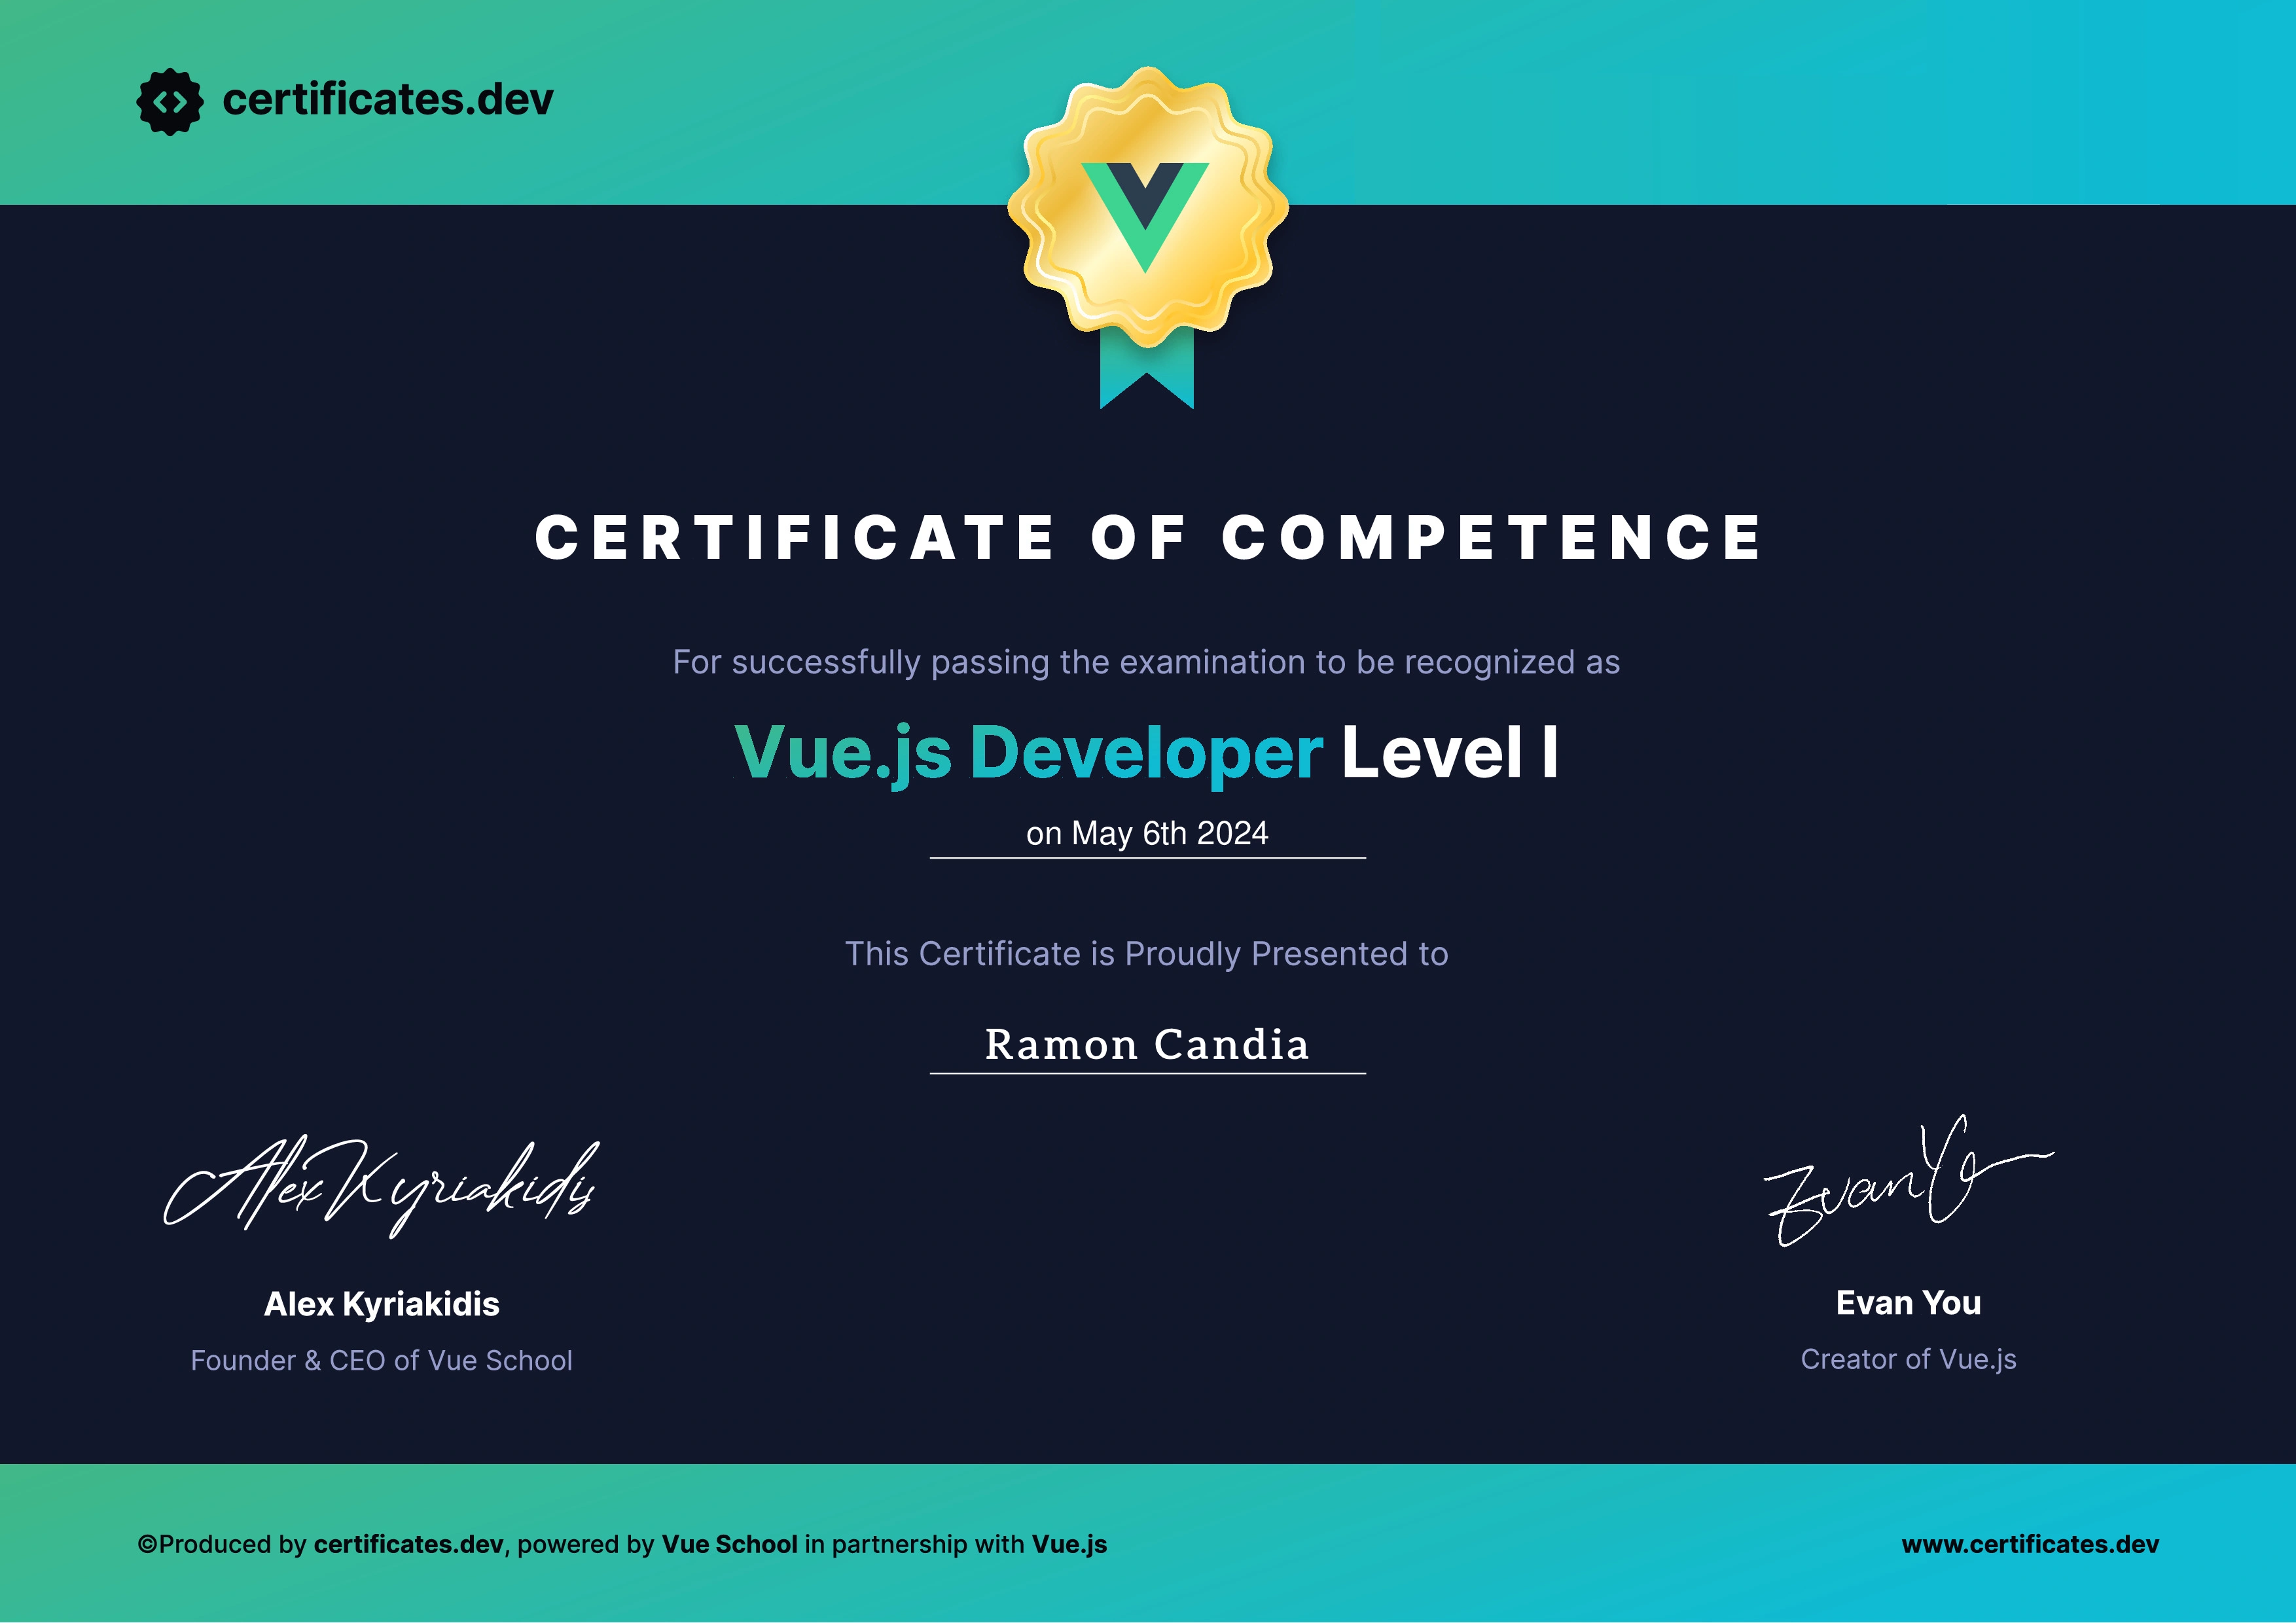 certificates.dev
CERTIFICATE OF COMPETENCE
For successfully passing the examination to be recognized as
Vue.js Developer Level I
on May 6th 2024
This Certificate is Proudly Presented to
Ramon Candia
Alex Kyriakidis
Evan Yo
Alex Kyriakidis
Evan You
Founder & CEO of Vue School
Creator of Vue.js
©Produced by certificates.dev, powered by Vue School in partnership with Vue.js
www.certificates.dev